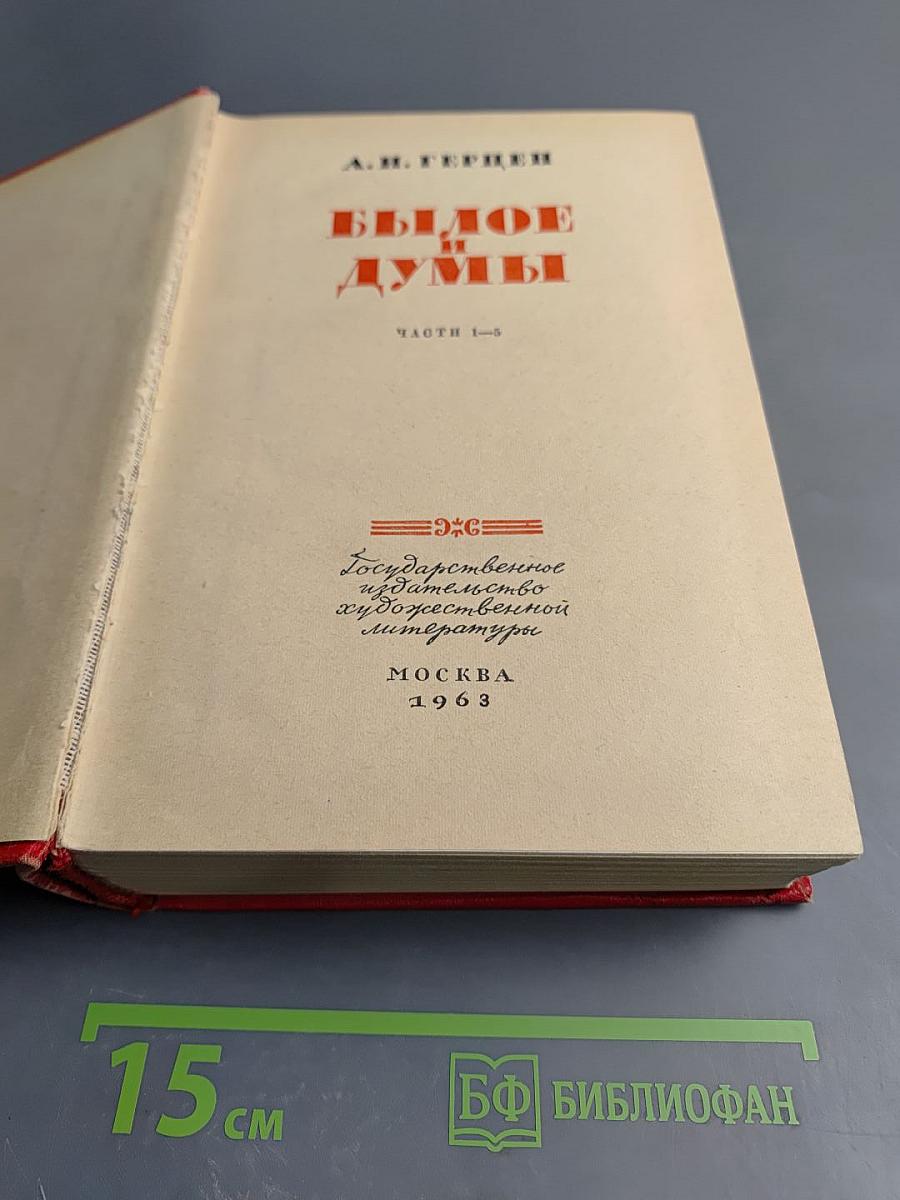 А. И. ГЕРЦЕН
БЫЛОЕ
И
ДУМЫ
ЧАСТИ 1—5
Государственное
издательство
художественной
литературы
МОСКВА
1963
15 см
БФ БИБЛИОФАН